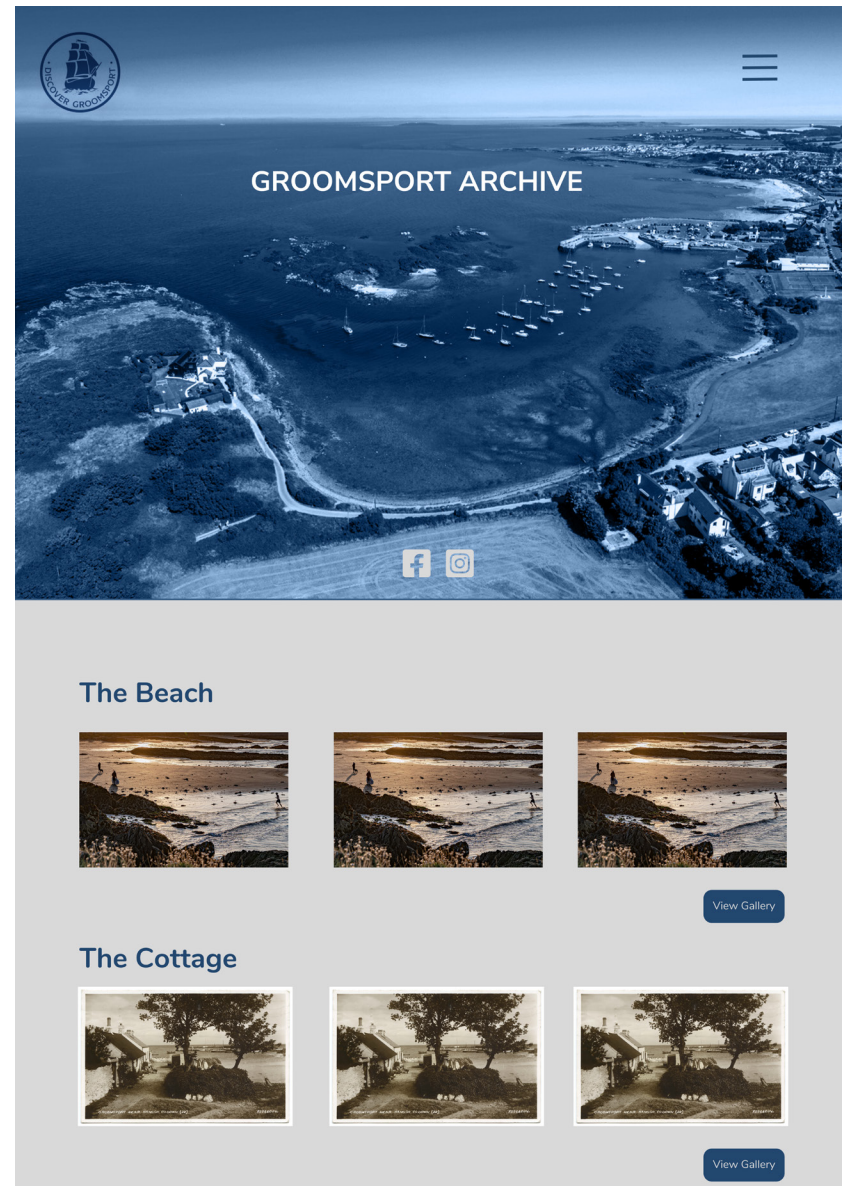 DISCOVER GROOMSPORT
GROOMSPORT ARCHIVE
The Beach
View Gallery
The Cottage
View Gallery